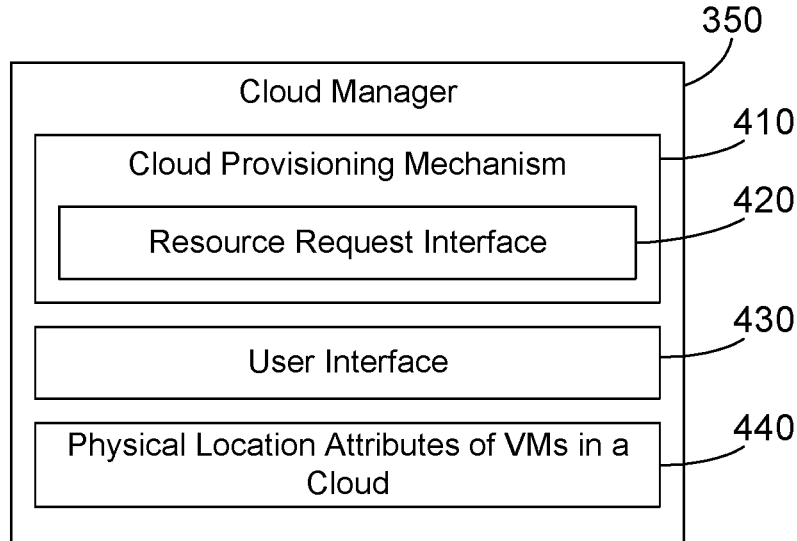 350
Cloud Manager
410
Cloud Provisioning Mechanism
420
Resource Request Interface
430
User Interface
440
Physical Location Attributes of VMs in a
Cloud